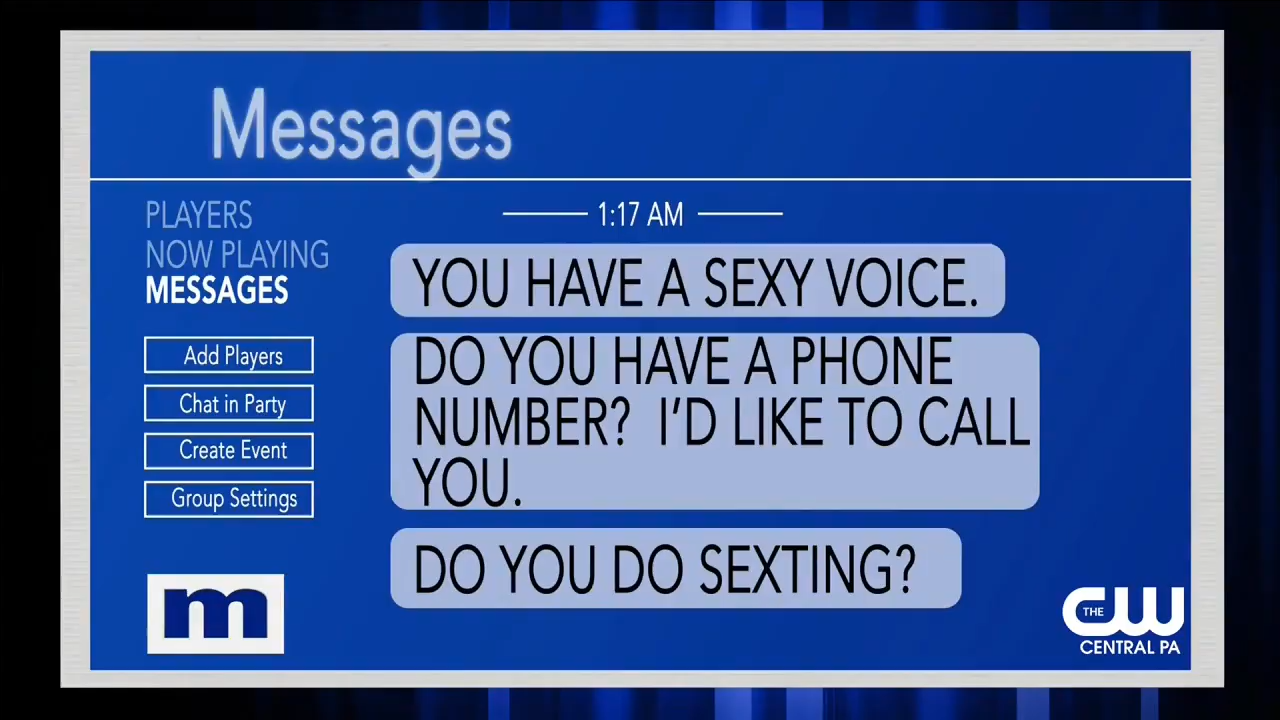 Messages
PLAYERS
NOW PLAYING
MESSAGES
Add Players
Chat in Party
Create Event
Group Settings
1:17 AM
YOU HAVE A SEXY VOICE.
DO YOU HAVE A PHONE
NUMBER? I'D LIKE TO CALL
YOU.
DO YOU DO SEXTING?
m
THE CW
CENTRAL PA